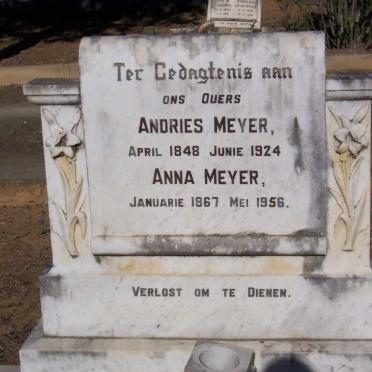 Ter Gedagtenis aan
ons Ouers
Andries Meyer,
April 1848 Junie 1924
Anna Meyer,
Januarie 1867 Mei 1956.
Verlost om te Dienen.